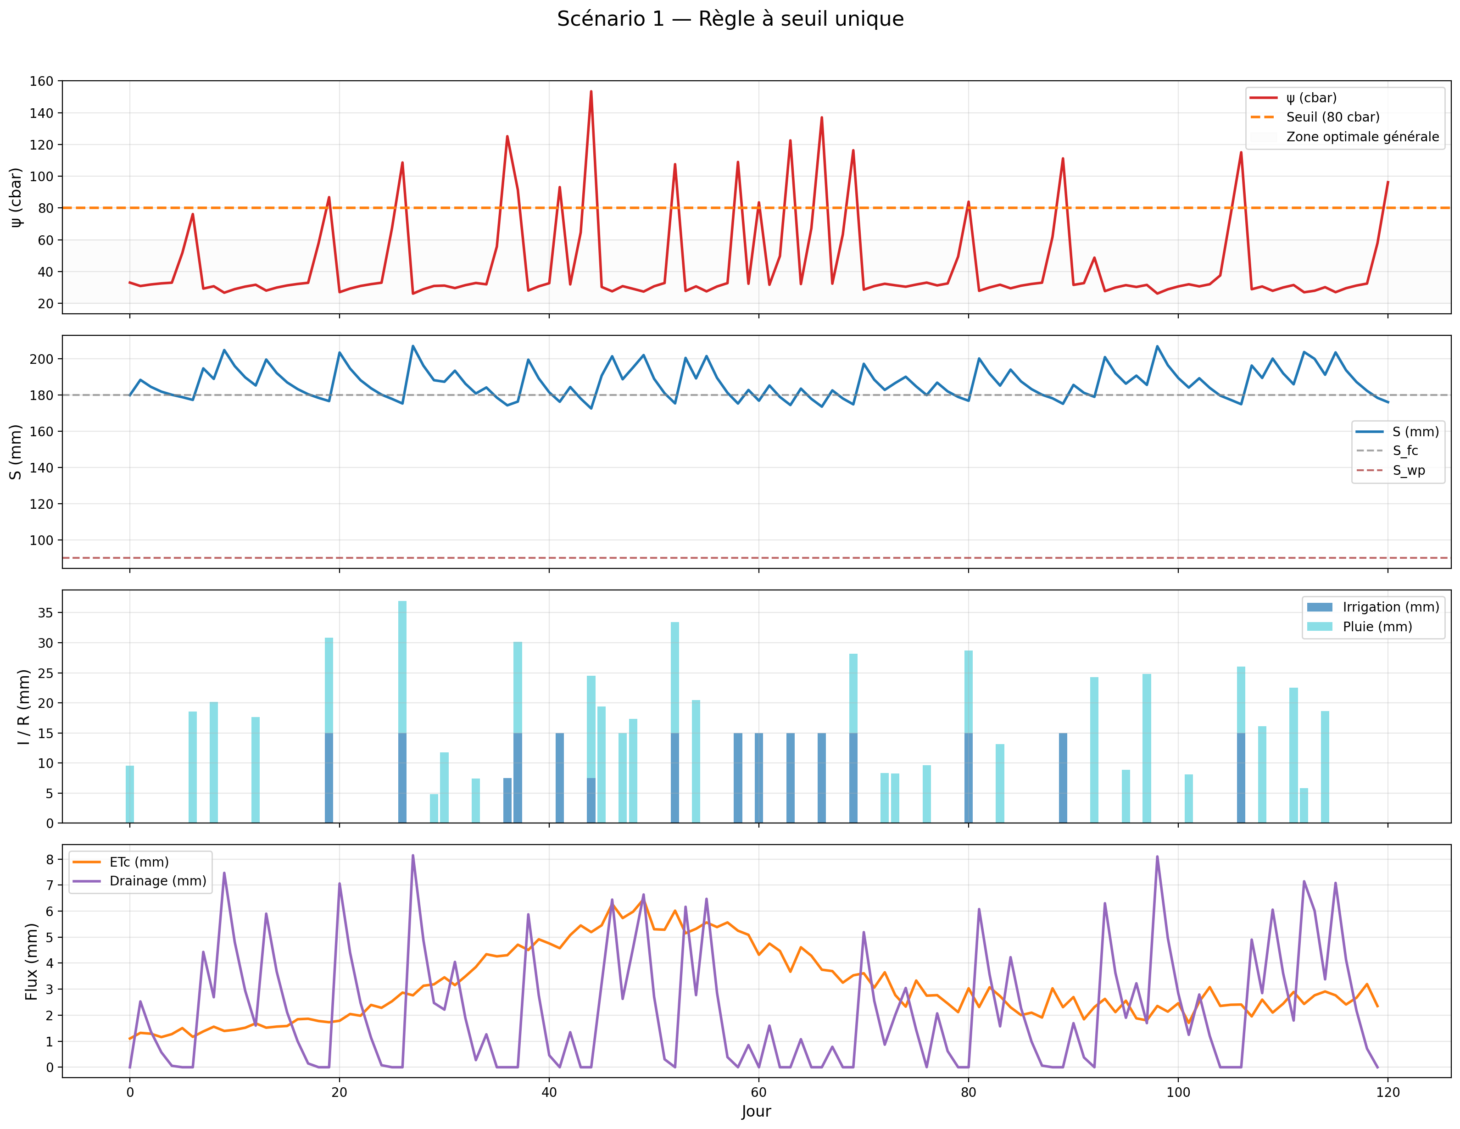 Scénario 1 — Règle à seuil unique
160
140
120
100
80
60
40
20
ψ (cbar)
ψ (cbar)
Seuil (80 cbar)
Zone optimale générale
200
180
160
140
120
100
S (mm)
S (mm)
S_fc
S_wp
35
30
25
20
15
10
5
0
I / R (mm)
Irrigation (mm)
Pluie (mm)
8
7
6
5
4
3
2
1
0
Flux (mm)
ETc (mm)
Drainage (mm)
0 20 40 60 80 100 120
Jour